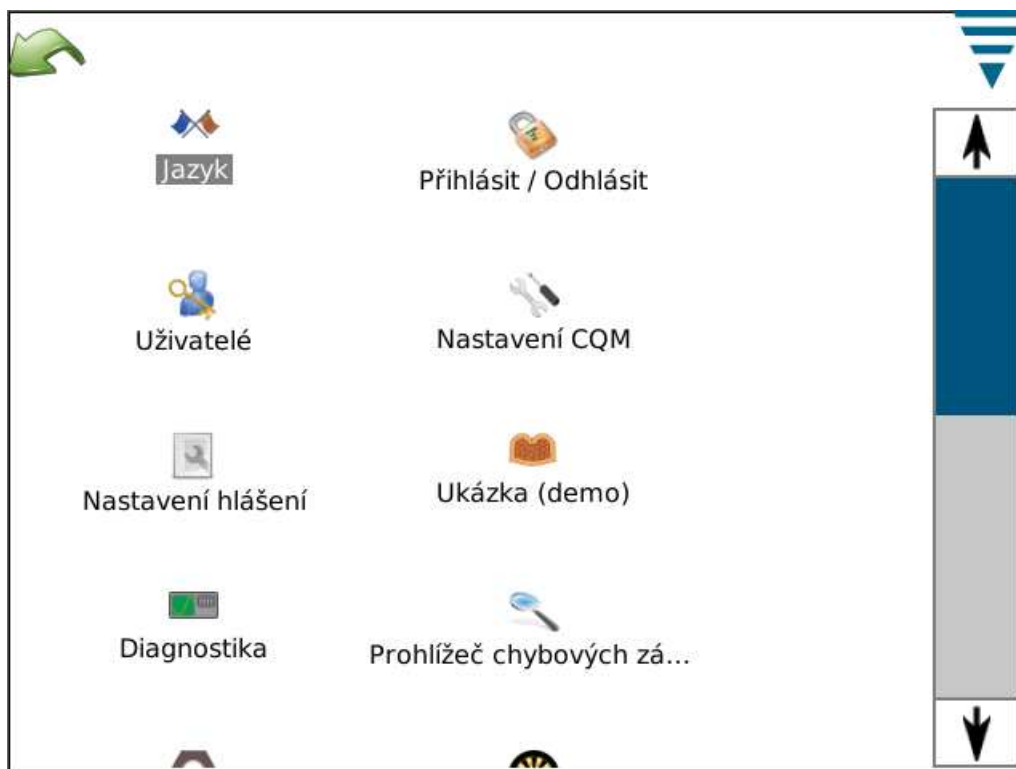 Jazyk
Přihlásit / Odhlásit
Uživatelé
Nastavení CQM
Nastavení hlášení
Ukázka (demo)
Diagnostika
Prohlížeč chybových zá...